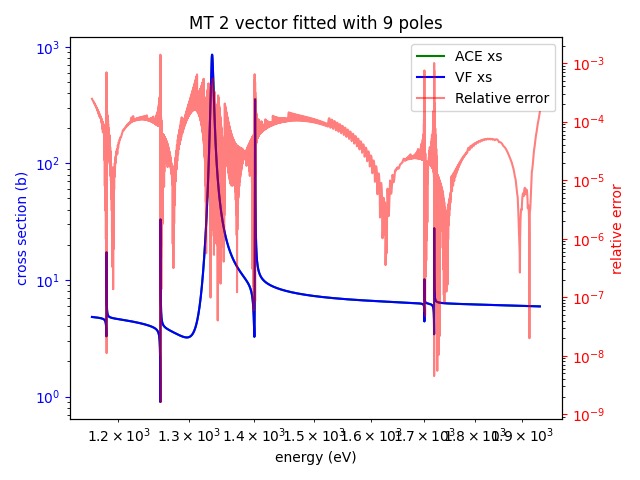 MT 2 vector fitted with 9 poles
ACE xs
VF xs
Relative error
cross section (b)
10³
10²
10¹
10⁰
relative error
10⁻³
10⁻⁴
10⁻⁵
10⁻⁶
10⁻⁷
10⁻⁸
10⁻⁹
1.2 × 10³ 1.3 × 10³ 1.4 × 10³ 1.5 × 10³ 1.6 × 10³ 1.7 × 10³ 1.8 × 10³ 1.9 × 10³
energy (eV)